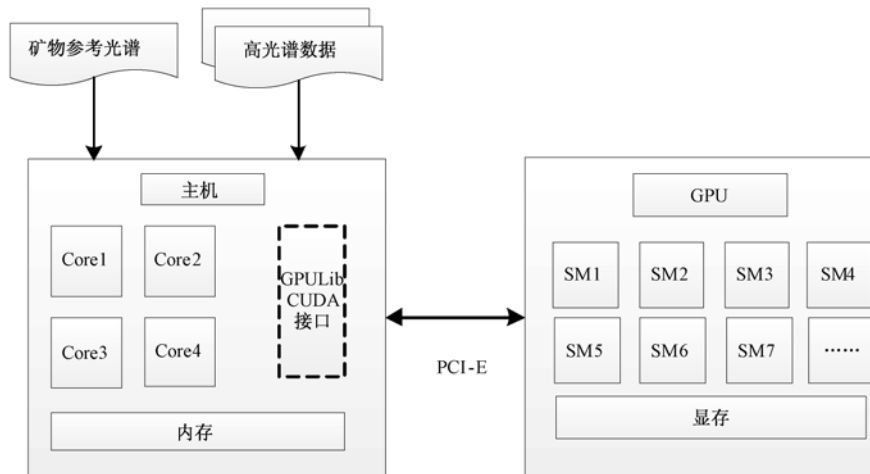 矿物参考光谱
高光谱数据
主机
Core1
Core2
Core3
Core4
GPULib
CUDA
接口
内存
PCI-E
GPU
SM1
SM2
SM3
SM4
SM5
SM6
SM7
……
显存